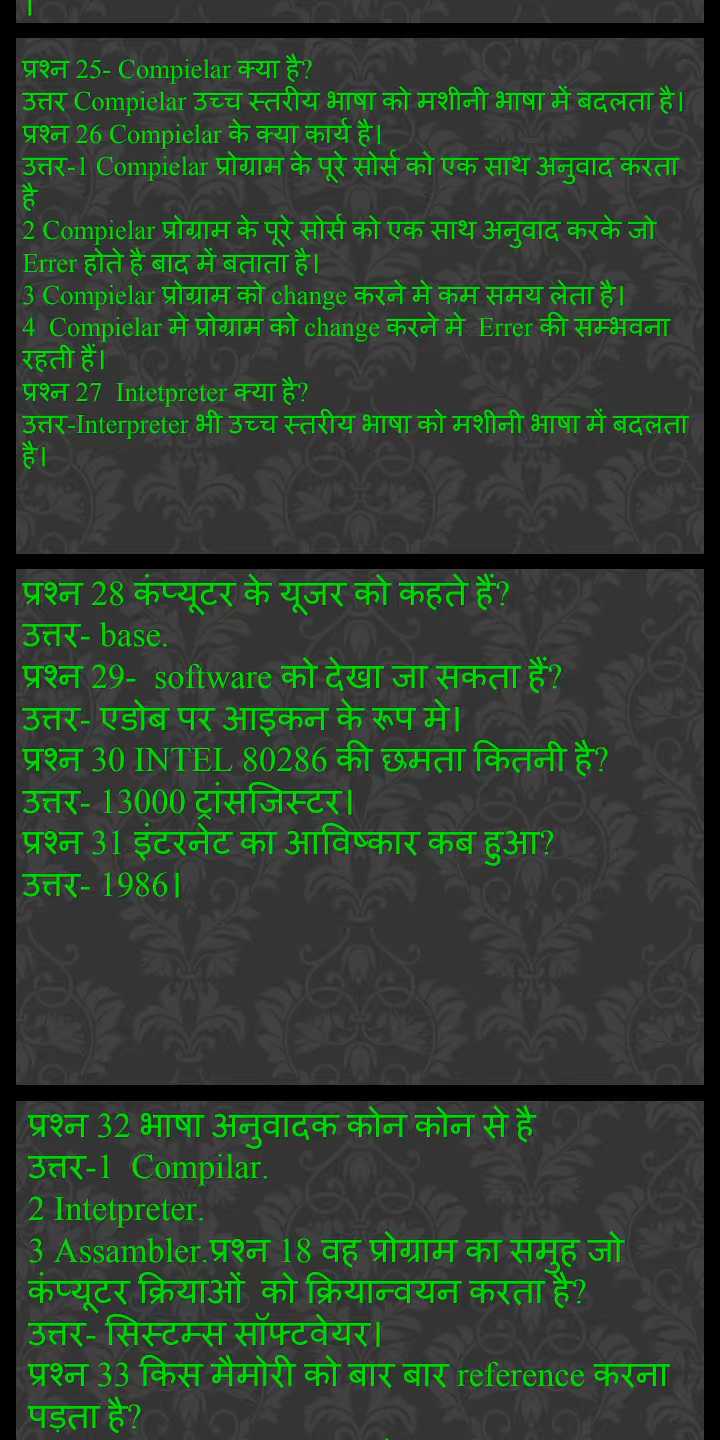 ।
प्रश्न 25- Compielar क्या है?
उत्तर Compielar उच्च स्तरीय भाषा को मशीनी भाषा में बदलता है।
प्रश्न 26 Compielar के क्या कार्य है।
उत्तर-1 Compielar प्रोग्राम के पूरे सोर्स को एक साथ अनुवाद करता
है
2 Compielar प्रोग्राम के पूरे सोर्स को एक साथ अनुवाद करके जो
Errer होते है बाद में बताता है।
3 Compielar प्रोग्राम को change करने मे कम समय लेता है।
4  Compielar मे प्रोग्राम को change करने मे  Errer की सम्भवना
रहती हैं।
प्रश्न 27  Intetpreter क्या है?
उत्तर-Interpreter भी उच्च स्तरीय भाषा को मशीनी भाषा में बदलता
है।
प्रश्न 28 कंप्यूटर के यूजर को कहते हैं?
उत्तर- base.
प्रश्न 29-  software को देखा जा सकता हैं?
उत्तर- एडोब पर आइकन के रूप मे।
प्रश्न 30 INTEL 80286 की छमता कितनी है?
उत्तर- 13000 ट्रांसजिस्टर।
प्रश्न 31 इंटरनेट का आविष्कार कब हुआ?
उत्तर- 1986।
प्रश्न 32 भाषा अनुवादक कोन कोन से है
उत्तर-1  Compilar.
2 Intetpreter.
3 Assambler.प्रश्न 18 वह प्रोग्राम का समुह जो
कंप्यूटर क्रियाओं  को क्रियान्वयन करता है?
उत्तर- सिस्टम्स सॉफ्टवेयर।
प्रश्न 33 किस मैमोरी को बार बार reference करना
पड़ता है?